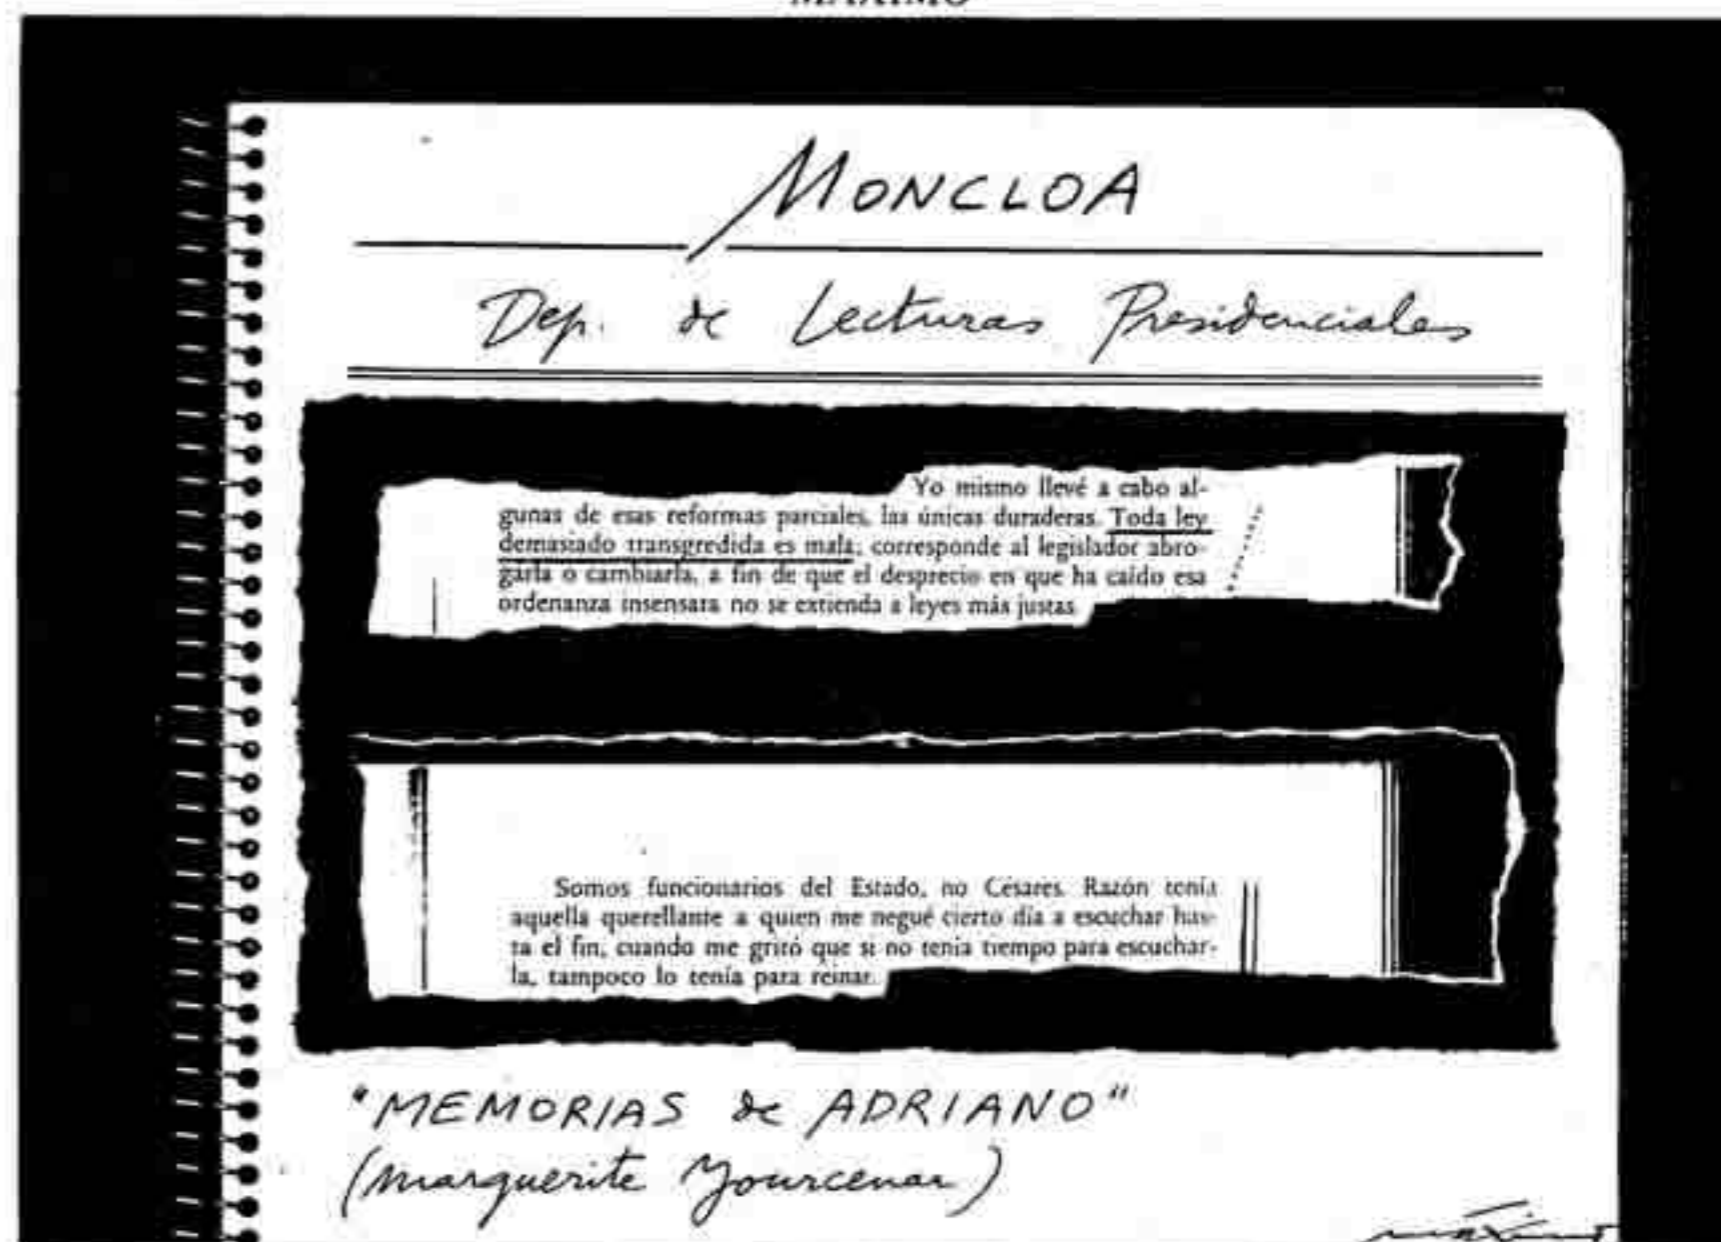 MÁXIMO
MONCLOA
Dep. de Lecturas Presidenciales
Yo mismo llevé a cabo al-
gunas de esas reformas parciales, las únicas duraderas. Toda ley
demasiado transgredida es mala; corresponde al legislador abro-
garla o cambiarla, a fin de que el desprecio en que ha caído esa
ordenanza insensata no se extienda a leyes más justas.
Somos funcionarios del Estado, no Césares. Razón tenía
aquella querellante a quien me negué cierto día a escuchar has-
ta el fin, cuando me gritó que si no tenía tiempo para escuchar-
la, tampoco lo tenía para reinar.
"MEMORIAS de ADRIANO"
(Marguerite Yourcenar)
máximo